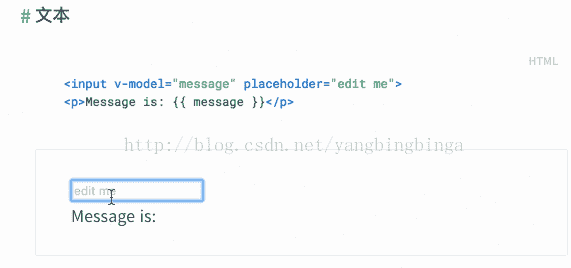 # 文本
HTML
<input v-model="message" placeholder="edit me">
<p>Message is: {{ message }}</p>
http://blog.csdn.net/yangbingbinga
edit me
Message is: